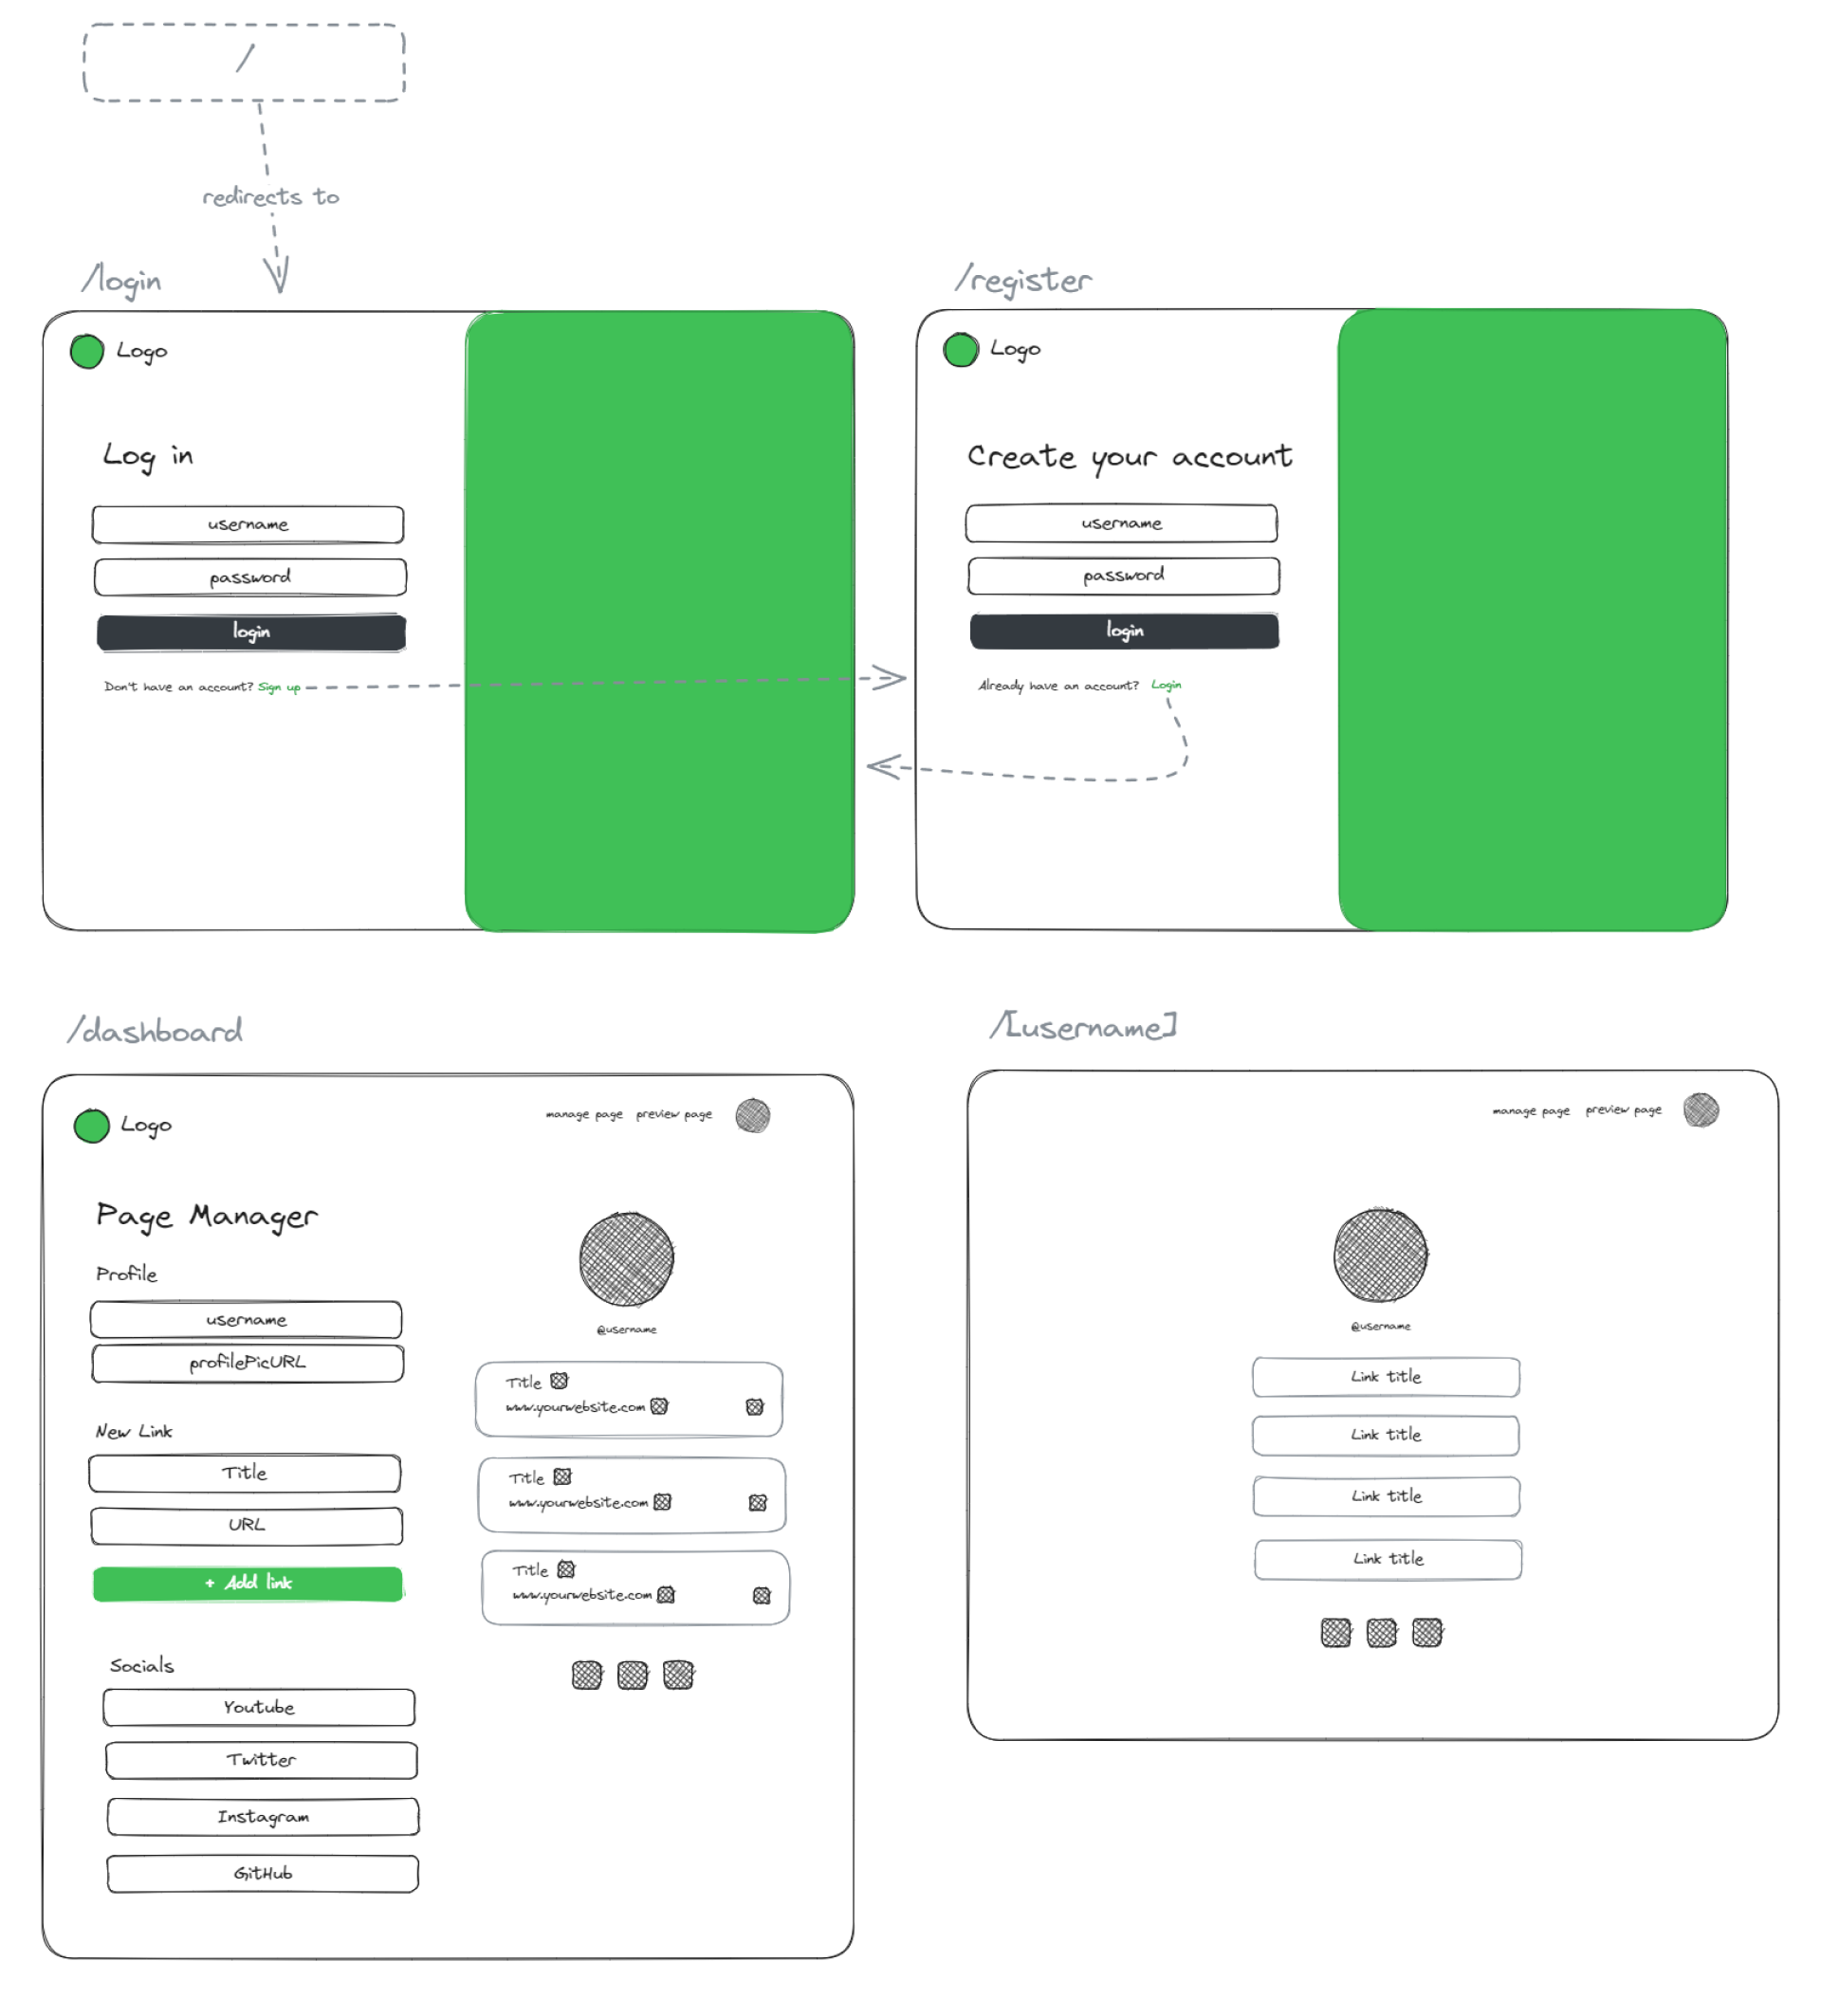 /
redirects to
/login
Logo
Log in
username
password
login
Don't have an account? Sign up
/register
Logo
Create your account
username
password
login
Already have an account? Login
/dashboard
Logo
manage page preview page
Page Manager
Profile
username
profilePicURL
New Link
Title
URL
+ Add link
Socials
Youtube
Twitter
Instagram
GitHub
@username
Title
www.yourwebsite.com
Title
www.yourwebsite.com
Title
www.yourwebsite.com
/[username]
manage page preview page
@username
Link title
Link title
Link title
Link title